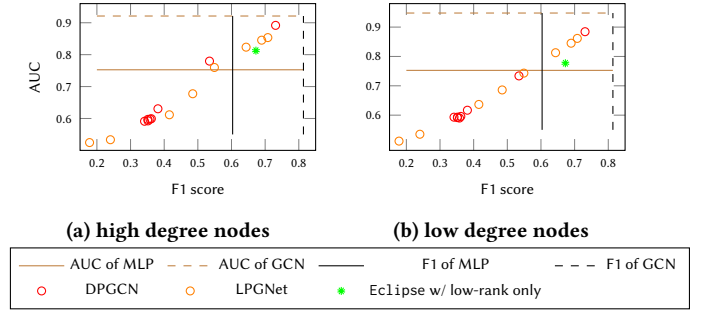 AUC
0.9
0.8
0.7
0.6
0.2 0.3 0.4 0.5 0.6 0.7 0.8
F1 score
(a) high degree nodes
0.9
0.8
0.7
0.6
0.2 0.3 0.4 0.5 0.6 0.7 0.8
F1 score
(b) low degree nodes
AUC of MLP AUC of GCN F1 of MLP F1 of GCN
DPGCN LPGNet Eclipse w/ low-rank only